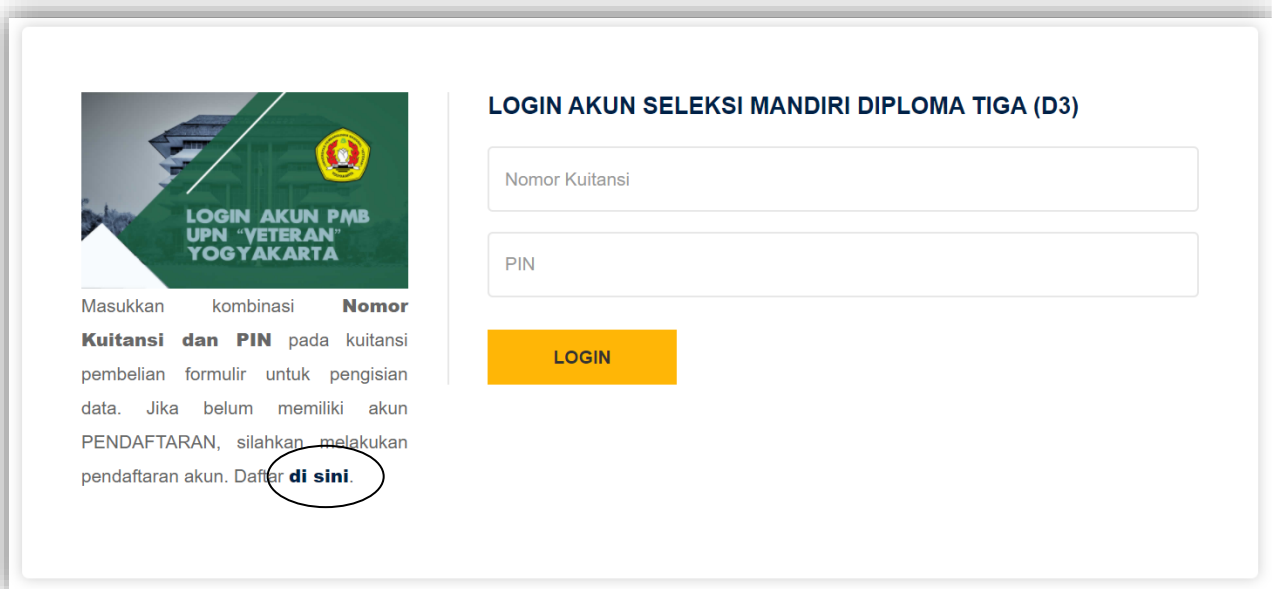 LOGIN AKUN PMB
UPN “VETERAN”
YOGYAKARTA
Masukkan kombinasi Nomor
Kuitansi dan PIN pada kuitansi
pembelian formulir untuk pengisian
data. Jika belum memiliki akun
PENDAFTARAN, silahkan melakukan
pendaftaran akun. Daftar di sini.
LOGIN AKUN SELEKSI MANDIRI DIPLOMA TIGA (D3)
Nomor Kuitansi
PIN
LOGIN